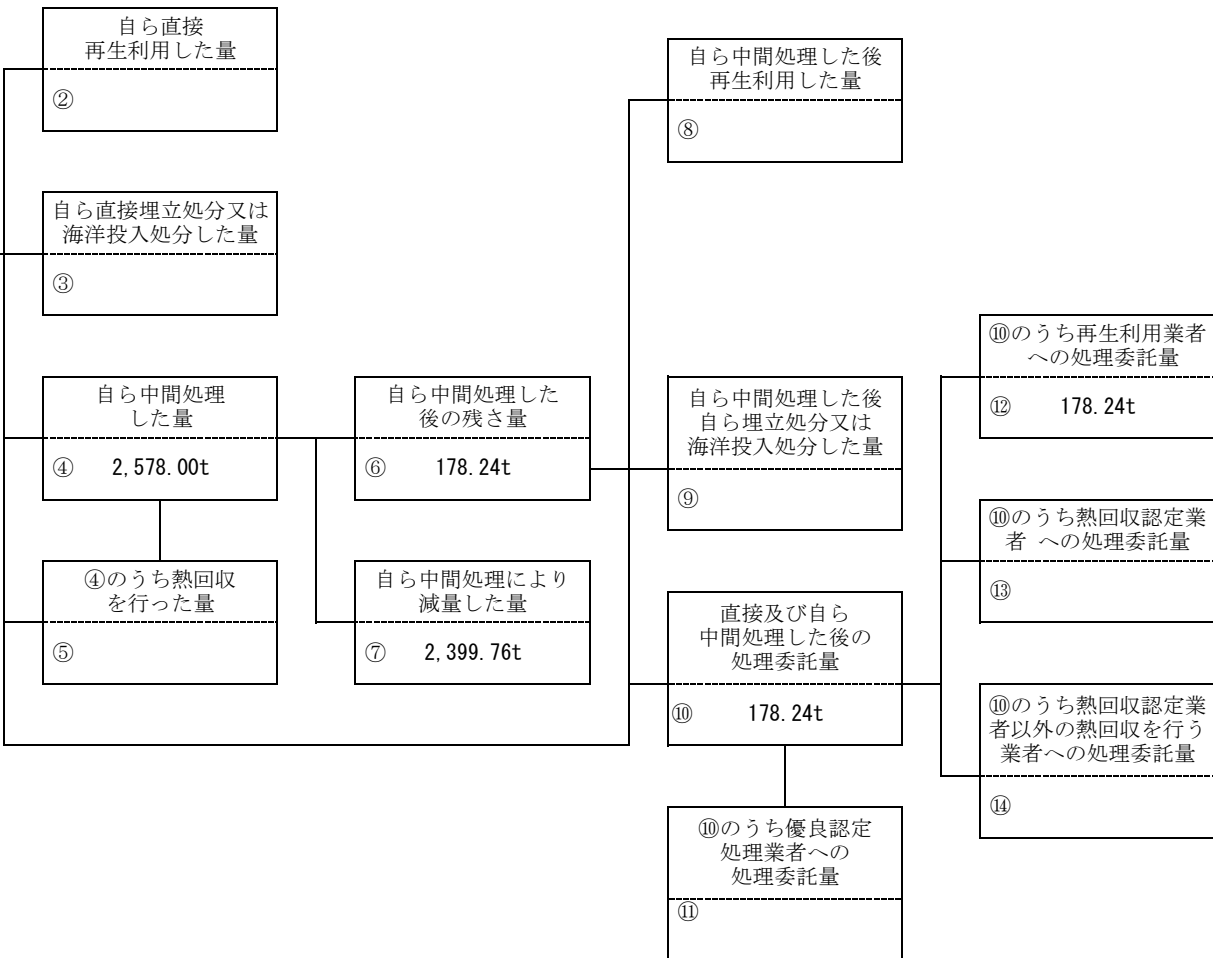 自ら直接
再生利用した量
②
自ら直接埋立処分又は
海洋投入処分した量
③
自ら中間処理
した量
④ 2,578.00t
④のうち熱回収
を行った量
⑤
自ら中間処理した
後の残さ量
⑥ 178.24t
自ら中間処理により
減量した量
⑦ 2,399.76t
自ら中間処理した後
再生利用した量
⑧
自ら中間処理した後
自ら埋立処分又は
海洋投入処分した量
⑨
直接及び自ら
中間処理した後の
処理委託量
⑩ 178.24t
⑩のうち優良認定
処理業者への
処理委託量
⑪
⑩のうち再生利用業者
への処理委託量
⑫ 178.24t
⑩のうち熱回収認定業
者 への処理委託量
⑬
⑩のうち熱回収認定業
者以外の熱回収を行う
業者への処理委託量
⑭